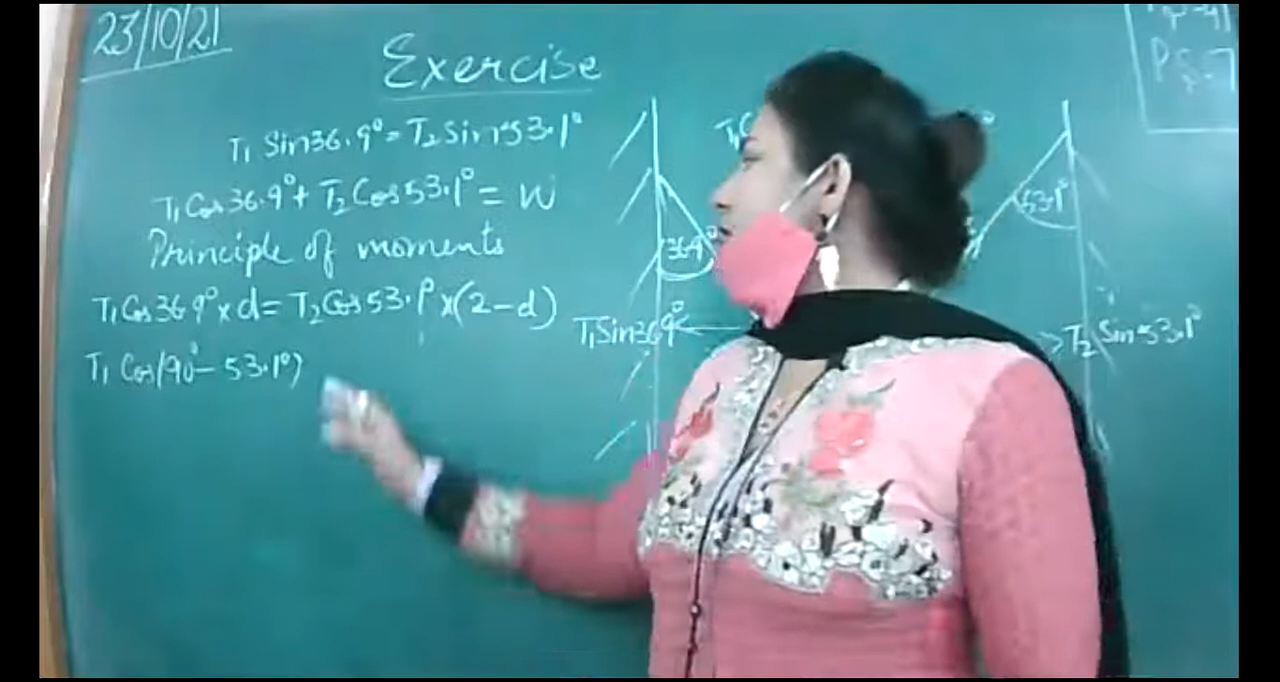 23/10/21
Exercise
T₁ Sin36.9° = T₂ Sin53.1°
T₁ Cos36.9° + T₂ Cos53.1° = W
Principle of moments
T₁ Cos36.9° × d = T₂ Cos53.1° × (2-d)
T₁ Cos(90° - 53.1°)
36.9°
53.1°
T₁Sin36.9°
T₂ Sin53.1°